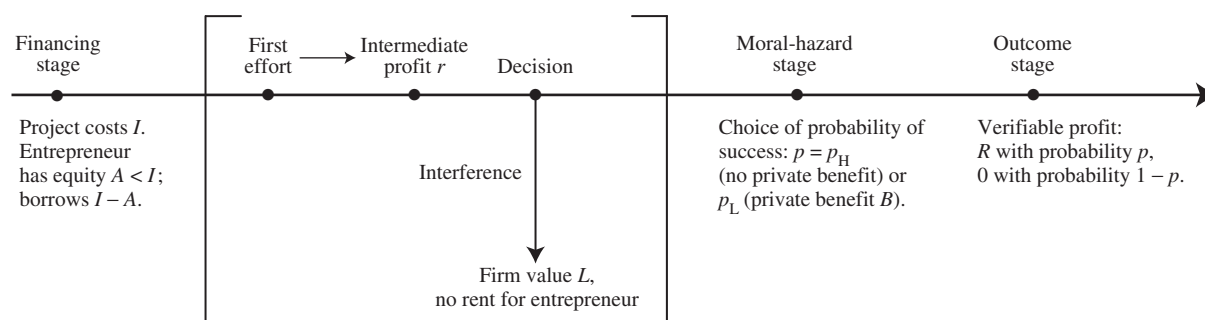 Financing
stage
First
effort
Intermediate
profit r
Decision
Moral-hazard
stage
Outcome
stage
Project costs I.
Entrepreneur
has equity A < I;
borrows I − A.
Interference
Firm value L,
no rent for entrepreneur
Choice of probability of
success: p = p_H
(no private benefit) or
p_L (private benefit B).
Verifiable profit:
R with probability p,
0 with probability 1 − p.